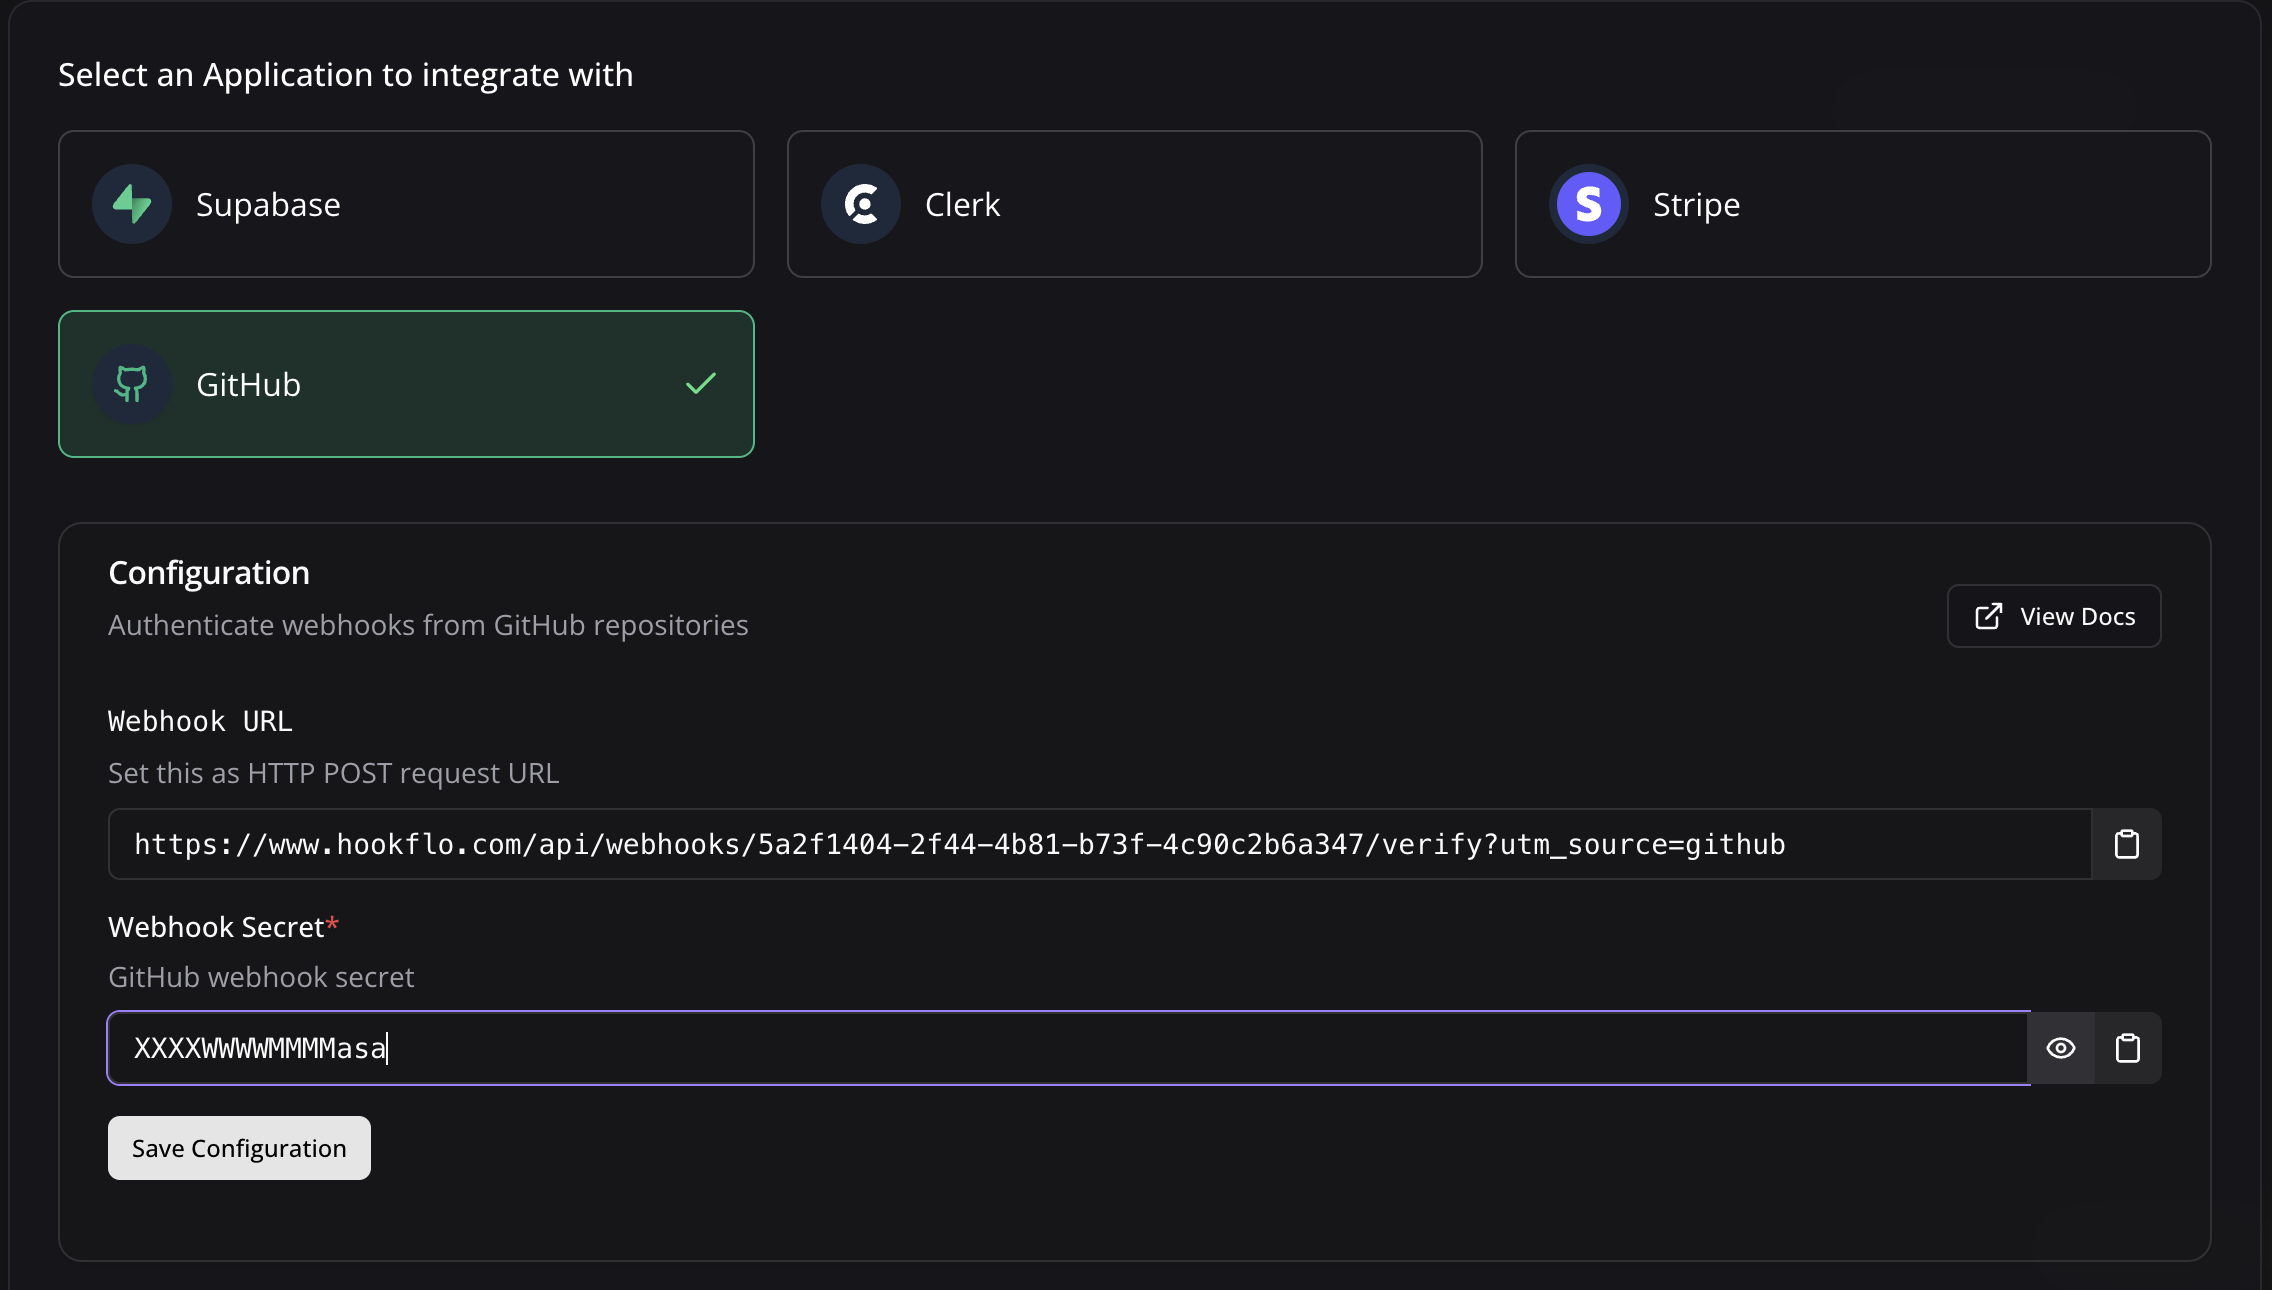 Select an Application to integrate with
Supabase
Clerk
Stripe
GitHub
Configuration
Authenticate webhooks from GitHub repositories
View Docs
Webhook URL
Set this as HTTP POST request URL
https://www.hookflo.com/api/webhooks/5a2f1404-2f44-4b81-b73f-4c90c2b6a347/verify?utm_source=github
Webhook Secret*
GitHub webhook secret
XXXXWWWWMMMMasa
Save Configuration